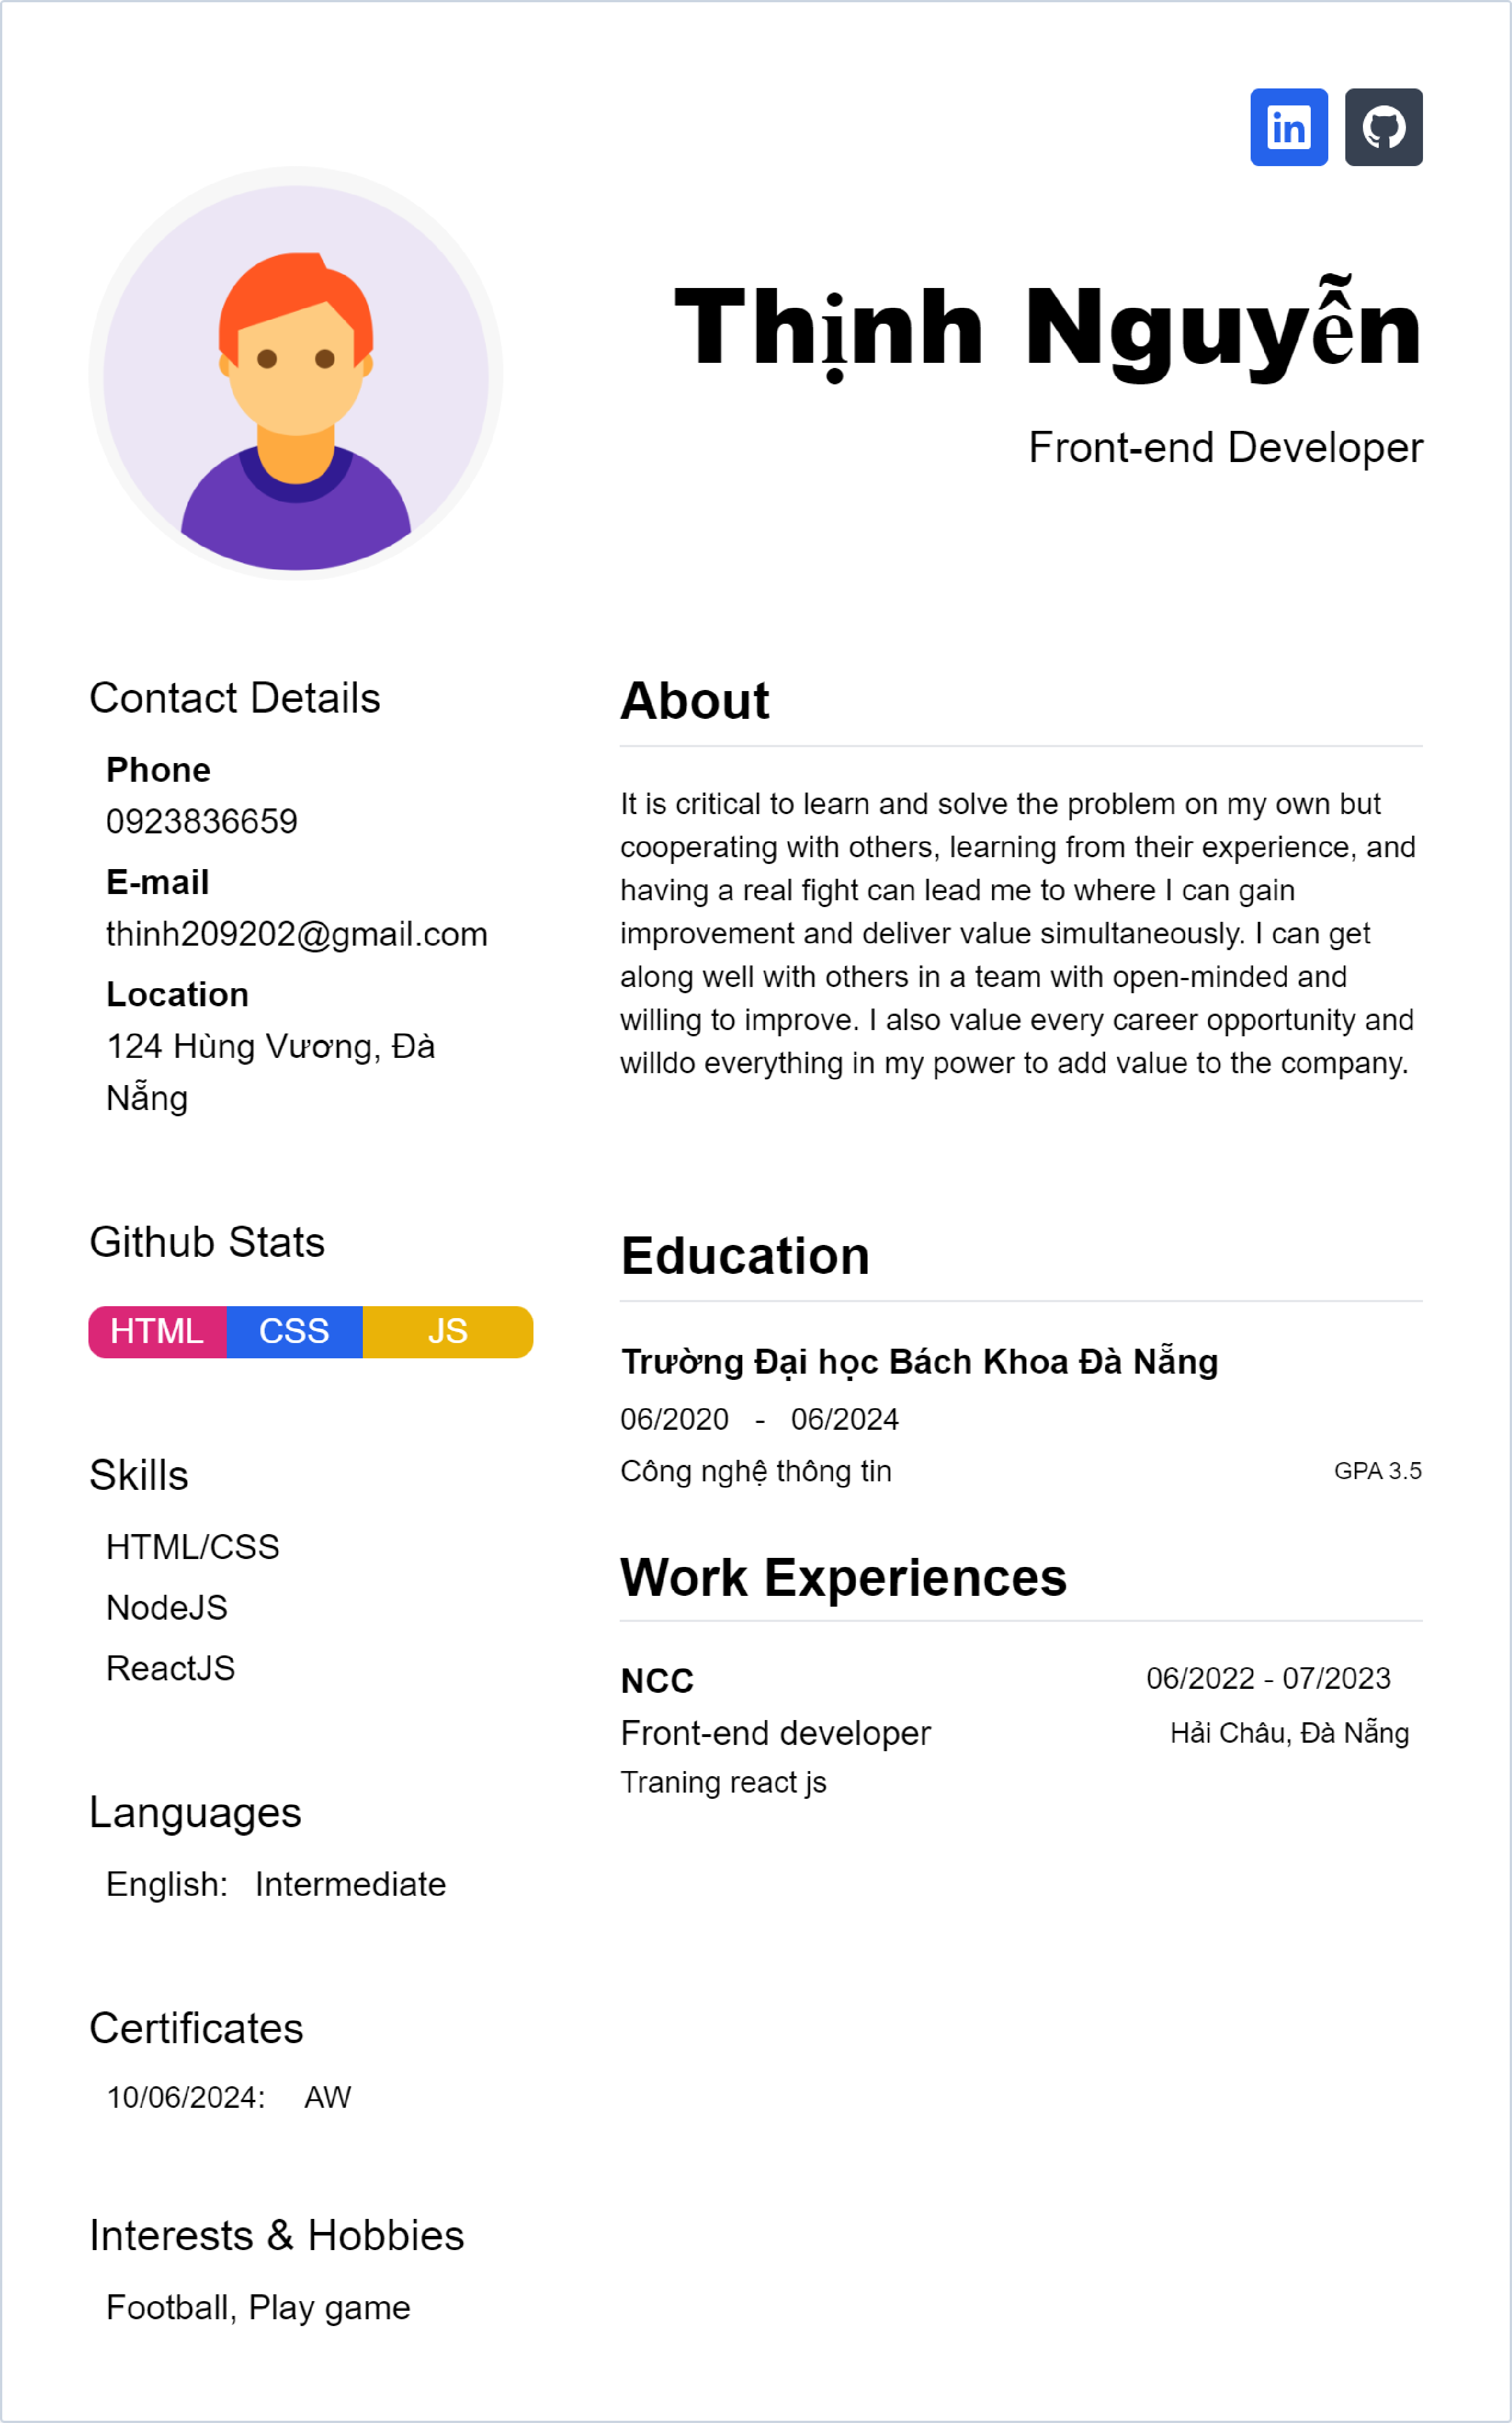 in
Thịnh Nguyễn
Front-end Developer
Contact Details
Phone
0923836659
E-mail
thinh209202@gmail.com
Location
124 Hùng Vương, Đà
Nẵng
Github Stats
HTML CSS JS
Skills
HTML/CSS
NodeJS
ReactJS
Languages
English: Intermediate
Certificates
10/06/2024: AW
Interests & Hobbies
Football, Play game
About
It is critical to learn and solve the problem on my own but
cooperating with others, learning from their experience, and
having a real fight can lead me to where I can gain
improvement and deliver value simultaneously. I can get
along well with others in a team with open-minded and
willing to improve. I also value every career opportunity and
willdo everything in my power to add value to the company.
Education
Trường Đại học Bách Khoa Đà Nẵng
06/2020 - 06/2024
Công nghệ thông tin GPA 3.5
Work Experiences
NCC 06/2022 - 07/2023
Front-end developer Hải Châu, Đà Nẵng
Traning react js